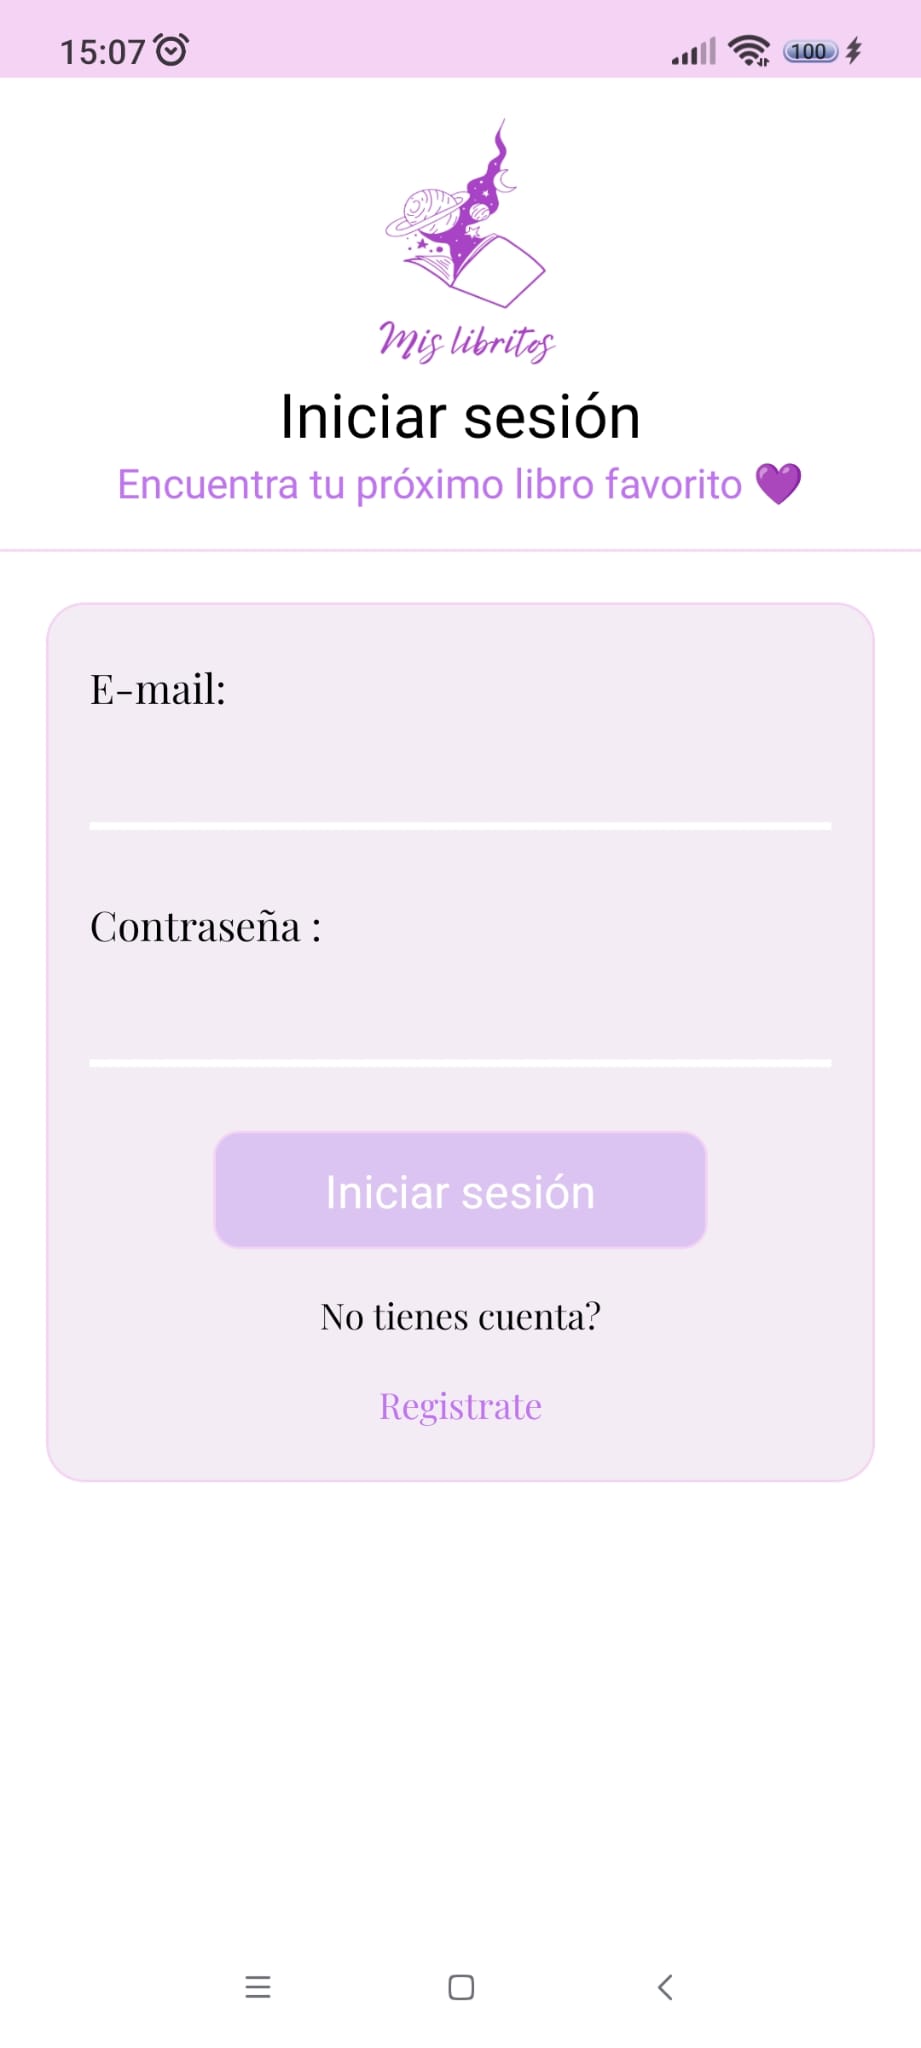 15:07
100
Mis libritos
Iniciar sesión
Encuentra tu próximo libro favorito 💜
E-mail:
Contraseña :
Iniciar sesión
No tienes cuenta?
Registrate